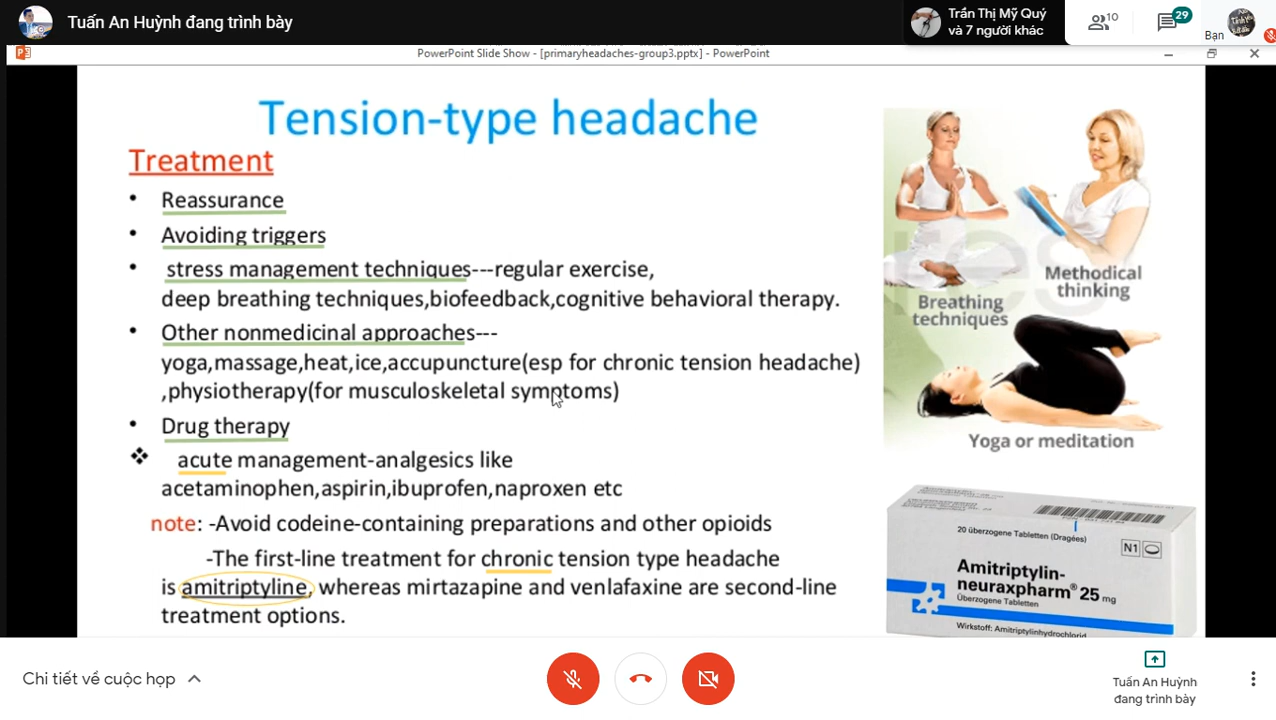 Tuấn An Huỳnh đang trình bày
Trần Thị Mỹ Quý
và 7 người khác
10
29
Bạn
PowerPoint Slide Show - [primaryheadaches-group3.pptx] - PowerPoint
Tension-type headache
Treatment
• Reassurance
• Avoiding triggers
• stress management techniques---regular exercise,
deep breathing techniques,biofeedback,cognitive behavioral therapy.
• Other nonmedicinal approaches---
yoga,massage,heat,ice,accupuncture(esp for chronic tension headache)
,physiotherapy(for musculoskeletal symptoms)
• Drug therapy
❖ acute management-analgesics like
acetaminophen,aspirin,ibuprofen,naproxen etc
note: -Avoid codeine-containing preparations and other opioids
-The first-line treatment for chronic tension type headache
is amitriptyline, whereas mirtazapine and venlafaxine are second-line
treatment options.
Methodical
thinking
Breathing
techniques
Yoga or meditation
20 überzogene Tabletten (Dragées)
N1
Amitriptylin-
neuraxpharm® 25 mg
Überzogene Tabletten
Wirkstoff: Amitriptylinhydrochlorid
Chi tiết về cuộc họp
Tuấn An Huỳnh
đang trình bày